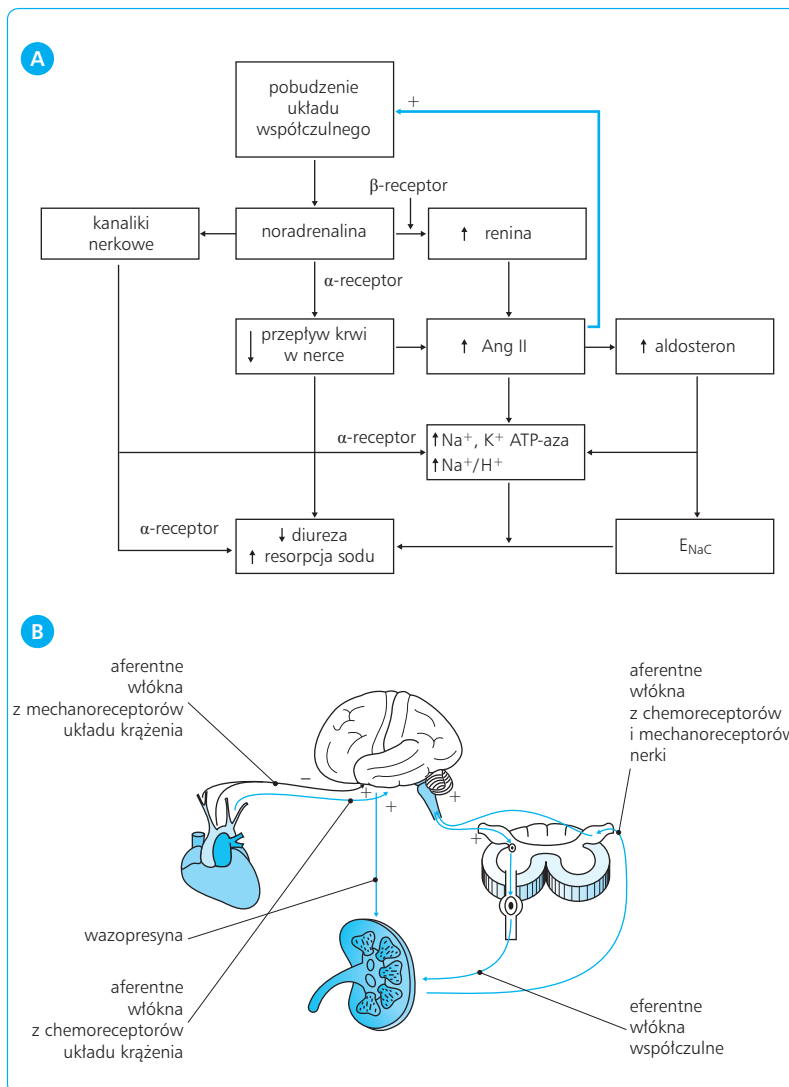 A
pobudzenie
układu
współczulnego
+
β-receptor
kanaliki
nerkowe
noradrenalina
↑ renina
α-receptor
↓ przepływ krwi
w nerce
↑ Ang II
↑ aldosteron
α-receptor
↑Na⁺, K⁺ ATP-aza
↑Na⁺/H⁺
α-receptor
↓ diureza
↑ resorpcja sodu
E_NaC
B
aferentne
włókna
z mechanoreceptorów
układu krążenia
aferentne
włókna
z chemoreceptorów
i mechanoreceptorów
nerki
−
+
+
+
+
wazopresyna
aferentne
włókna
z chemoreceptorów
układu krążenia
eferentne
włókna
współczulne